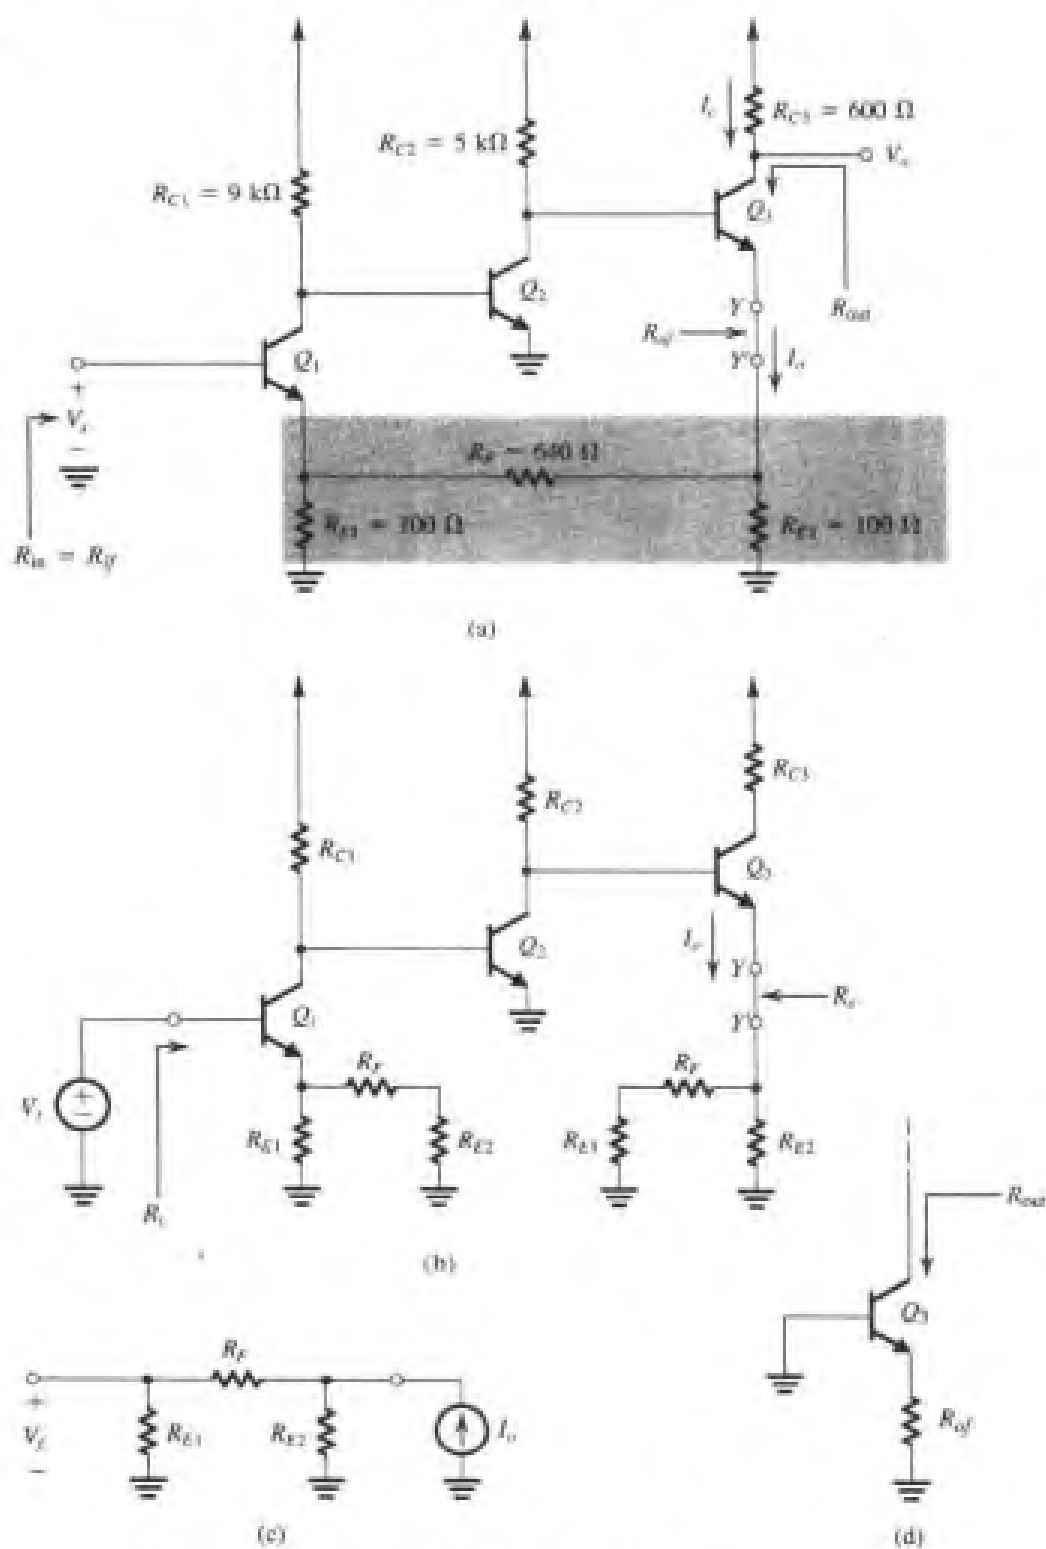 R_C2 = 5 kΩ
I_o
R_C3 = 600 Ω
V_o
R_C1 = 9 kΩ
Q_3
Q_2
Y
R_out
R_of
Q_1
Y'
I_o
+
V_s
−
R_F = 640 Ω
R_E1 = 100 Ω
R_E2 = 100 Ω
R_in = R_if
(a)
R_C3
R_C2
R_C1
Q_3
Q_2
I_o
Y
R_o
Q_1
Y'
R_F
R_F
V_s
+
−
R_E1
R_E2
R_E1
R_E2
R_i
R_out
(b)
Q_3
R_F
+
V_f
−
R_E1
R_E2
I_o
R_of
(c)
(d)